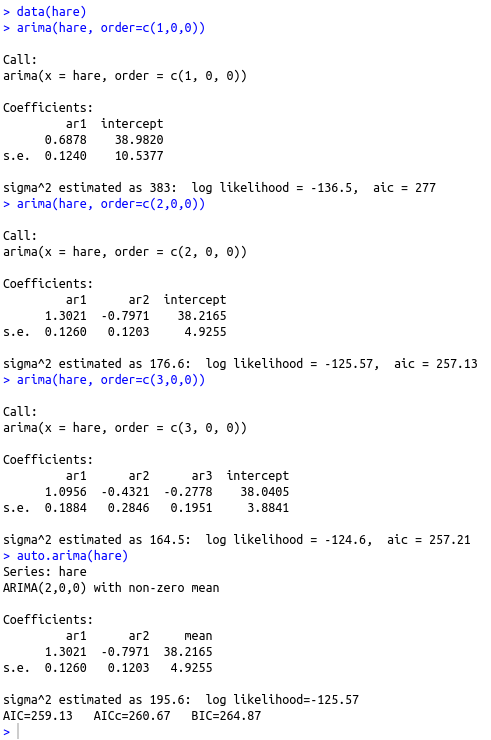 > data(hare)
> arima(hare, order=c(1,0,0))
Call:
arima(x = hare, order = c(1, 0, 0))
Coefficients:
         ar1  intercept
      0.6878    38.9820
s.e.  0.1240    10.5377
sigma^2 estimated as 383:  log likelihood = -136.5,  aic = 277
> arima(hare, order=c(2,0,0))
Call:
arima(x = hare, order = c(2, 0, 0))
Coefficients:
         ar1      ar2  intercept
      1.3021  -0.7971    38.2165
s.e.  0.1260   0.1203     4.9255
sigma^2 estimated as 176.6:  log likelihood = -125.57,  aic = 257.13
> arima(hare, order=c(3,0,0))
Call:
arima(x = hare, order = c(3, 0, 0))
Coefficients:
         ar1      ar2      ar3  intercept
      1.0956  -0.4321  -0.2778    38.0405
s.e.  0.1884   0.2846   0.1951     3.8841
sigma^2 estimated as 164.5:  log likelihood = -124.6,  aic = 257.21
> auto.arima(hare)
Series: hare
ARIMA(2,0,0) with non-zero mean
Coefficients:
         ar1      ar2     mean
      1.3021  -0.7971  38.2165
s.e.  0.1260   0.1203   4.9255
sigma^2 estimated as 195.6:  log likelihood=-125.57
AIC=259.13   AICc=260.67   BIC=264.87
>